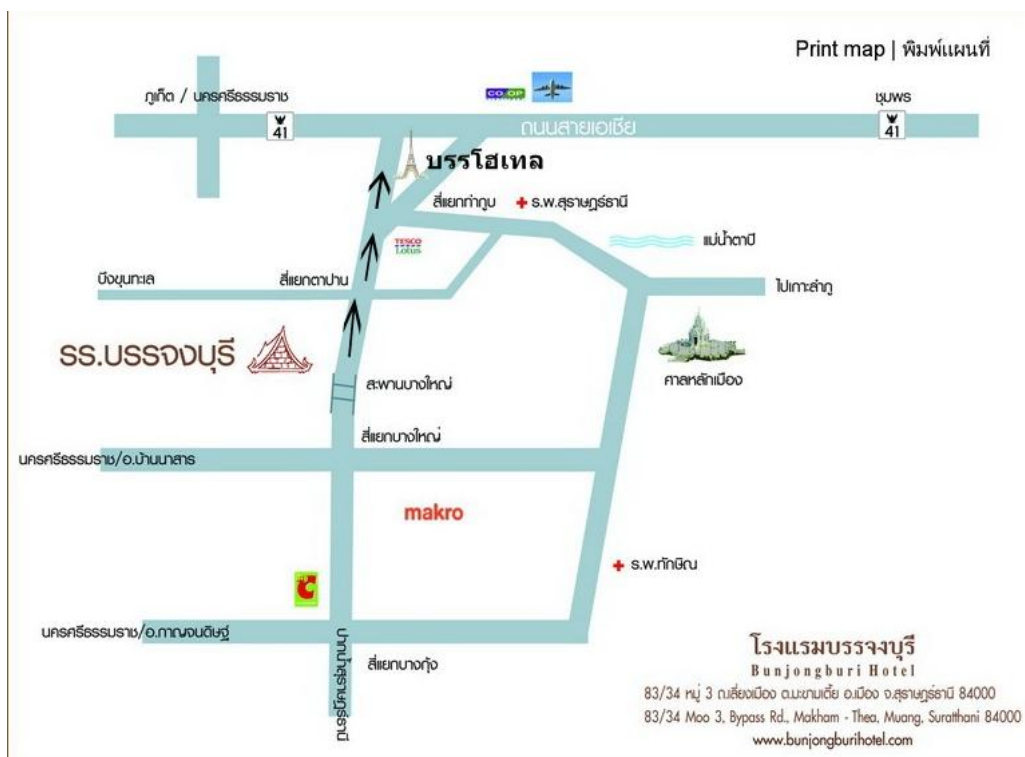 Print map | พิมพ์แผนที่
ภูเก็ต / นครศรีธรรมราช
CO OP
ชุมพร
41
ถนนสายเอเชีย
41
บรรโฮเทล
สี่แยกท่ากูบ
ร.พ.สุราษฎร์ธานี
TESCO
Lotus
แม่น้ำตาปี
บึงขุนทะเล
สี่แยกตาปาน
ไปเกาะลำภู
รร.บรรจงบุรี
สะพานบางใหญ่
ศาลหลักเมือง
สี่แยกบางใหญ่
นครศรีธรรมราช/อ.บ้านนาสาร
makro
ร.พ.ทักษิณ
นครศรีธรรมราช/อ.กาญจนดิษฐ์
สี่แยกบางกุ้ง
โรงแรมบรรจงบุรี
Bunjongburi Hotel
83/34 หมู่ 3 ถ.เลี่ยงเมือง ต.มะขามเตี้ย อ.เมือง จ.สุราษฎร์ธานี 84000
83/34 Moo 3, Bypass Rd., Makham - Thea, Muang, Suratthani 84000
www.bunjongburihotel.com